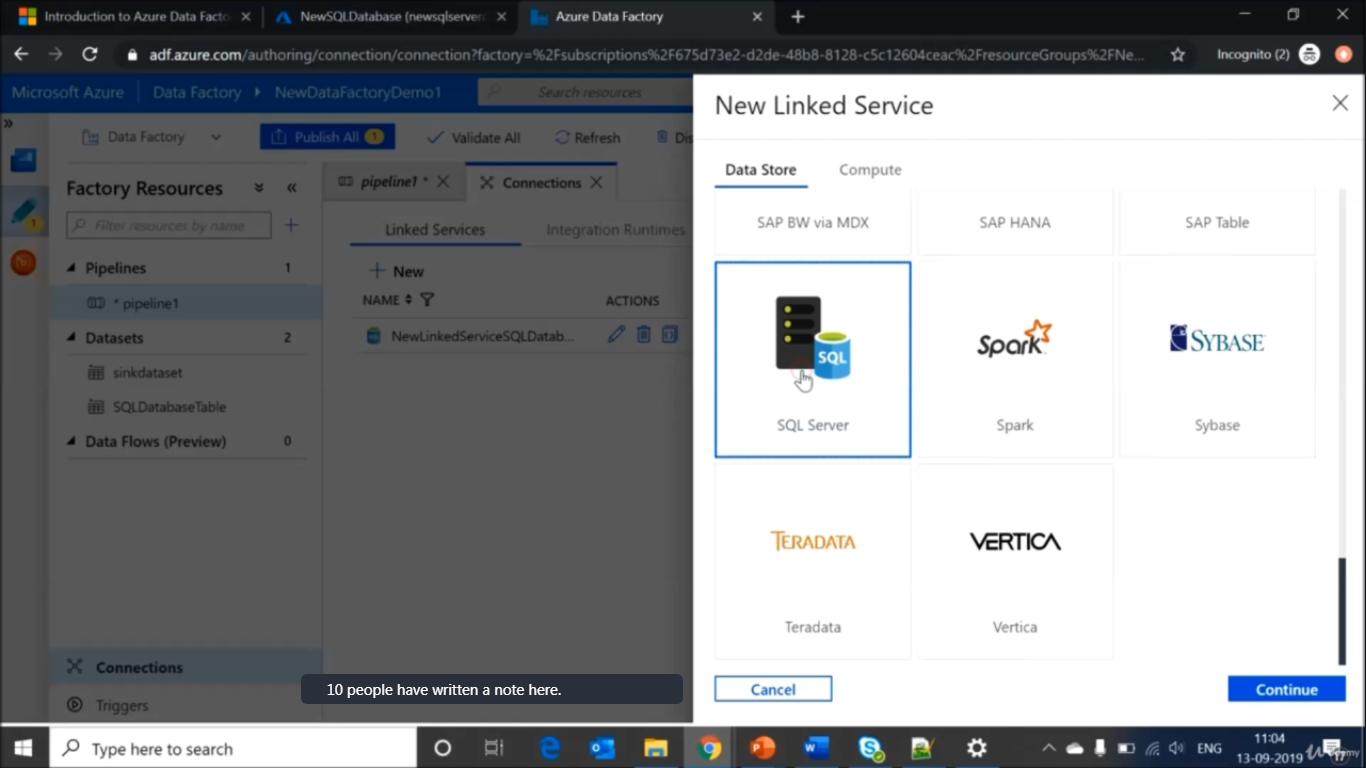 Introduction to Azure Data Facto
NewSQLDatabase (newsqlserver
Azure Data Factory
adf.azure.com/authoring/connection/connection?factory=%2Fsubscriptions%2F675d73e2-d2de-48b8-8128-c5c12604ceac%2FresourceGroups%2FNe...
Incognito (2)
Microsoft Azure
Data Factory
NewDataFactoryDemo1
Search resources
Data Factory
Publish All 1
Validate All
Refresh
Dis
Factory Resources
Filter resources by name
Pipelines 1
* pipeline1
Datasets 2
sinkdataset
SQLDatabaseTable
Data Flows (Preview) 0
Connections
Triggers
pipeline1 *
Connections
Linked Services
Integration Runtimes
New
NAME
ACTIONS
NewLinkedServiceSQLDatab...
New Linked Service
Data Store
Compute
SAP BW via MDX
SAP HANA
SAP Table
SQL
SQL Server
Spark
Spark
SYBASE
Sybase
TERADATA
Teradata
VERTICA
Vertica
Cancel
Continue
10 people have written a note here.
Type here to search
ENG
11:04
13-09-2019
17